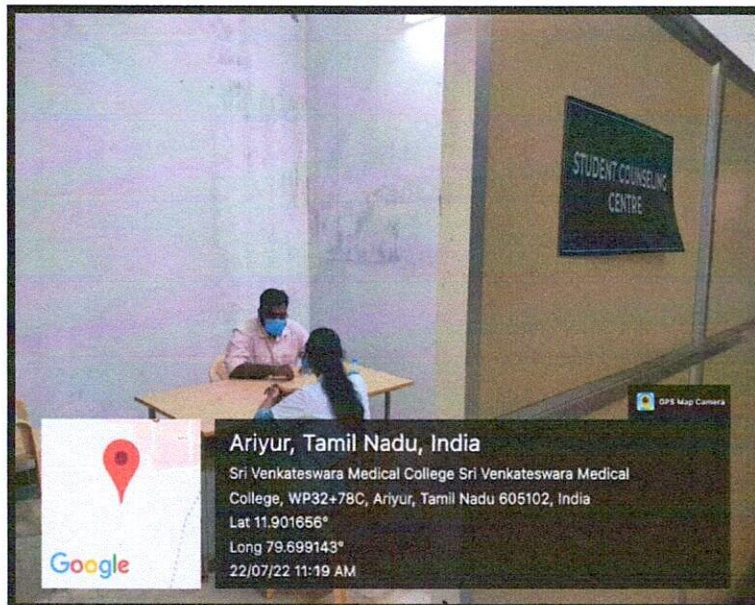 STUDENT COUNSELING
CENTRE
GPS Map Camera
Ariyur, Tamil Nadu, India
Sri Venkateswara Medical College Sri Venkateswara Medical
College, WP32+78C, Ariyur, Tamil Nadu 605102, India
Lat 11.901656°
Long 79.699143°
22/07/22 11:19 AM
Google